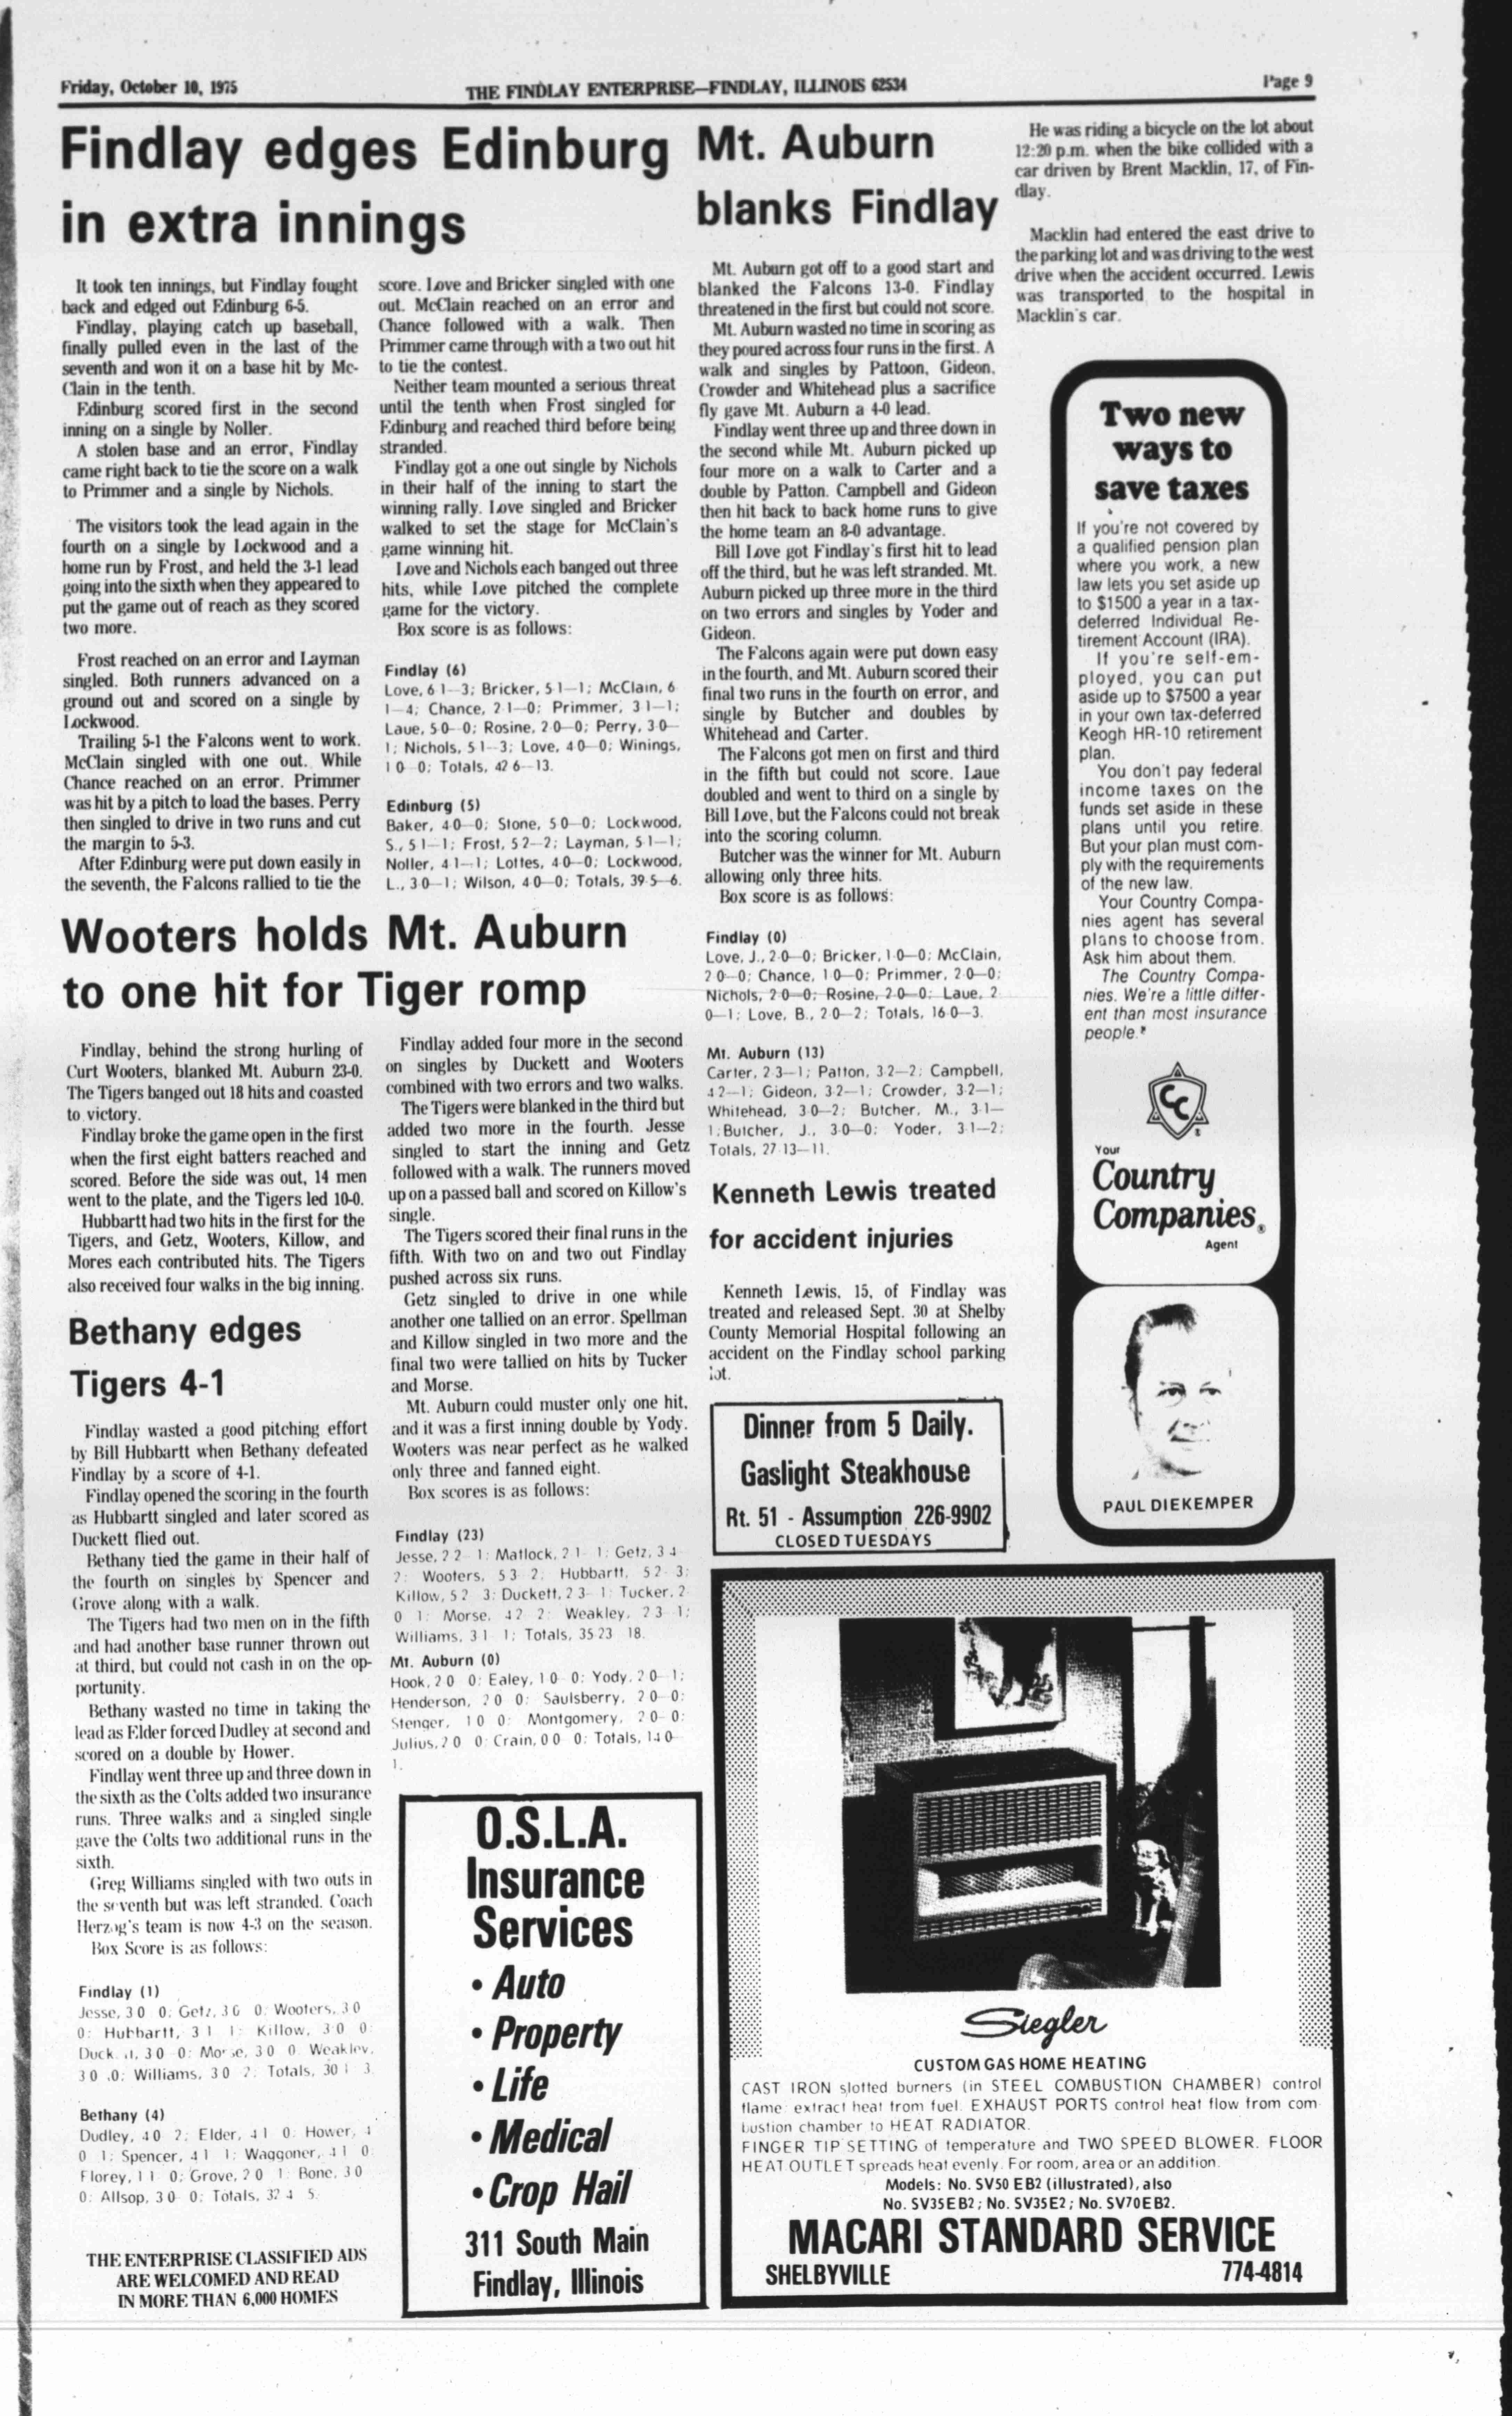 Friday, October 10, 1975
THE FINDLAY ENTERPRISE—FINDLAY, ILLINOIS 62534
Page 9
Findlay edges Edinburg
in extra innings
It took ten innings, but Findlay fought
back and edged out Edinburg 6-5.
Findlay, playing catch up baseball,
finally pulled even in the last of the
seventh and won it on a base hit by Mc-
Clain in the tenth.
Edinburg scored first in the second
inning on a single by Noller.
A stolen base and an error, Findlay
came right back to tie the score on a walk
to Primmer and a single by Nichols.
The visitors took the lead again in the
fourth on a single by Lockwood and a
home run by Frost, and held the 3-1 lead
going into the sixth when they appeared to
put the game out of reach as they scored
two more.
Frost reached on an error and Layman
singled. Both runners advanced on a
ground out and scored on a single by
Lockwood.
Trailing 5-1 the Falcons went to work.
McClain singled with one out. While
Chance reached on an error. Primmer
was hit by a pitch to load the bases. Perry
then singled to drive in two runs and cut
the margin to 5-3.
After Edinburg were put down easily in
the seventh, the Falcons rallied to tie the
score. Love and Bricker singled with one
out. McClain reached on an error and
Chance followed with a walk. Then
Primmer came through with a two out hit
to tie the contest.
Neither team mounted a serious threat
until the tenth when Frost singled for
Edinburg and reached third before being
stranded.
Findlay got a one out single by Nichols
in their half of the inning to start the
winning rally. Love singled and Bricker
walked to set the stage for McClain's
game winning hit.
Love and Nichols each banged out three
hits, while Love pitched the complete
game for the victory.
Box score is as follows:
Findlay (6)
Love, 6 1—3; Bricker, 5 1—1; McClain, 6
1—4; Chance, 2 1—0; Primmer, 3 1—1;
Laue, 5 0—0; Rosine, 2 0—0; Perry, 3 0—
1; Nichols, 5 1—3; Love, 4 0—0; Winings,
1 0—0; Totals, 42 6—13.
Edinburg (5)
Baker, 4 0—0; Stone, 5 0—0; Lockwood,
S., 5 1—1; Frost, 5 2—2; Layman, 5 1—1;
Noller, 4 1—1; Lottes, 4 0—0; Lockwood,
L., 3 0—1; Wilson, 4 0—0; Totals, 39 5—6.
Mt. Auburn
blanks Findlay
Mt. Auburn got off to a good start and
blanked the Falcons 13-0. Findlay
threatened in the first but could not score.
Mt. Auburn wasted no time in scoring as
they poured across four runs in the first. A
walk and singles by Pattoon, Gideon,
Crowder and Whitehead plus a sacrifice
fly gave Mt. Auburn a 4-0 lead.
Findlay went three up and three down in
the second while Mt. Auburn picked up
four more on a walk to Carter and a
double by Patton. Campbell and Gideon
then hit back to back home runs to give
the home team an 8-0 advantage.
Bill Love got Findlay's first hit to lead
off the third, but he was left stranded. Mt.
Auburn picked up three more in the third
on two errors and singles by Yoder and
Gideon.
The Falcons again were put down easy
in the fourth, and Mt. Auburn scored their
final two runs in the fourth on error, and
single by Butcher and doubles by
Whitehead and Carter.
The Falcons got men on first and third
in the fifth but could not score. Laue
doubled and went to third on a single by
Bill Love, but the Falcons could not break
into the scoring column.
Butcher was the winner for Mt. Auburn
allowing only three hits.
Box score is as follows:
Findlay (0)
Love, J., 2 0—0; Bricker, 1 0—0; McClain,
2 0—0; Chance, 1 0—0; Primmer, 2 0—0;
Nichols, 2 0—0; Rosine, 2 0—0; Laue, 2
0—1; Love, B., 2 0—2; Totals, 16 0—3.
Mt. Auburn (13)
Carter, 2 3—1; Patton, 3 2—2; Campbell,
4 2—1; Gideon, 3 2—1; Crowder, 3 2—1;
Whitehead, 3 0—2; Butcher, M., 3 1—
1; Butcher, J., 3 0—0; Yoder, 3 1—2;
Totals, 27 13—11.
Kenneth Lewis treated
for accident injuries
Kenneth Lewis, 15, of Findlay was
treated and released Sept. 30 at Shelby
County Memorial Hospital following an
accident on the Findlay school parking
lot.
He was riding a bicycle on the lot about
12:20 p.m. when the bike collided with a
car driven by Brent Macklin, 17, of Fin-
dlay.
Macklin had entered the east drive to
the parking lot and was driving to the west
drive when the accident occurred. Lewis
was transported to the hospital in
Macklin's car.
Wooters holds Mt. Auburn
to one hit for Tiger romp
Findlay, behind the strong hurling of
Curt Wooters, blanked Mt. Auburn 23-0.
The Tigers banged out 18 hits and coasted
to victory.
Findlay broke the game open in the first
when the first eight batters reached and
scored. Before the side was out, 14 men
went to the plate, and the Tigers led 10-0.
Hubbartt had two hits in the first for the
Tigers, and Getz, Wooters, Killow, and
Mores each contributed hits. The Tigers
also received four walks in the big inning.
Findlay added four more in the second
on singles by Duckett and Wooters
combined with two errors and two walks.
The Tigers were blanked in the third but
added two more in the fourth. Jesse
singled to start the inning and Getz
followed with a walk. The runners moved
up on a passed ball and scored on Killow's
single.
The Tigers scored their final runs in the
fifth. With two on and two out Findlay
pushed across six runs.
Getz singled to drive in one while
another one tallied on an error. Spellman
and Killow singled in two more and the
final two were tallied on hits by Tucker
and Morse.
Mt. Auburn could muster only one hit,
and it was a first inning double by Yody.
Wooters was near perfect as he walked
only three and fanned eight.
Box scores is as follows:
Findlay (23)
Jesse, 2 2 1; Matlock, 2 1 1; Getz, 3 4
2; Wooters, 5 3 2; Hubbartt, 5 2 3;
Killow, 5 2 3; Duckett, 2 3 1; Tucker, 2
0 1; Morse, 4 2 2; Weakley, 2 3 1;
Williams, 3 1 1; Totals, 35 23 18.
Mt. Auburn (0)
Hook, 2 0 0; Ealey, 1 0 0; Yody, 2 0 1;
Henderson, 2 0 0; Saulsberry, 2 0 0;
Stenger, 1 0 0; Montgomery, 2 0 0;
Julius, 2 0 0; Crain, 0 0 0; Totals, 14 0
1.
Bethany edges
Tigers 4-1
Findlay wasted a good pitching effort
by Bill Hubbartt when Bethany defeated
Findlay by a score of 4-1.
Findlay opened the scoring in the fourth
as Hubbartt singled and later scored as
Duckett flied out.
Bethany tied the game in their half of
the fourth on singles by Spencer and
Grove along with a walk.
The Tigers had two men on in the fifth
and had another base runner thrown out
at third, but could not cash in on the op-
portunity.
Bethany wasted no time in taking the
lead as Elder forced Dudley at second and
scored on a double by Hower.
Findlay went three up and three down in
the sixth as the Colts added two insurance
runs. Three walks and a singled single
gave the Colts two additional runs in the
sixth.
Greg Williams singled with two outs in
the seventh but was left stranded. Coach
Herzog's team is now 4-3 on the season.
Box Score is as follows:
Findlay (1)
Jesse, 3 0 0; Getz, 3 0 0; Wooters, 3 0
0; Hubbartt, 3 1 1; Killow, 3 0 0;
3 0 0; Morse, 3 0 0; Weakley,
3 0 0; Williams, 3 0 2; Totals, 30 1 3.
Bethany (4)
Dudley, 4 0 2; Elder, 4 1 0; Hower, 4
0 1; Spencer, 4 1 1; Waggoner, 4 1 0;
Florey, 1 1 0; Grove, 2 0 1; Bone, 3 0
0; Allsop, 3 0 0; Totals, 32 4 5.
THE ENTERPRISE CLASSIFIED ADS
ARE WELCOMED AND READ
IN MORE THAN 6,000 HOMES
O.S.L.A.
Insurance
Services
• Auto
• Property
• Life
• Medical
• Crop Hail
311 South Main
Findlay, Illinois
Dinner from 5 Daily.
Gaslight Steakhouse
Rt. 51 - Assumption 226-9902
CLOSED TUESDAYS
Two new
ways to
save taxes
If you're not covered by
a qualified pension plan
where you work, a new
law lets you set aside up
to $1500 a year in a tax-
deferred Individual Re-
tirement Account (IRA).
If you're self-em-
ployed, you can put
aside up to $7500 a year
in your own tax-deferred
Keogh HR-10 retirement
plan.
You don't pay federal
income taxes on the
funds set aside in these
plans until you retire.
But your plan must com-
ply with the requirements
of the new law.
Your Country Compa-
nies agent has several
plans to choose from.
Ask him about them.
The Country Compa-
nies. We're a little differ-
ent than most insurance
people.®
CC®
Your
Country
Companies®
Agent
PAUL DIEKEMPER
Siegler
CUSTOM GAS HOME HEATING
CAST IRON slotted burners (in STEEL COMBUSTION CHAMBER) control
flame; extract heat from fuel. EXHAUST PORTS control heat flow from com
bustion chamber to HEAT RADIATOR.
FINGER TIP SETTING of temperature and TWO SPEED BLOWER. FLOOR
HEAT OUTLET spreads heat evenly. For room, area or an addition.
Models: No. SV50 EB2 (illustrated), also
No. SV35EB2; No. SV35E2; No. SV70EB2.
MACARI STANDARD SERVICE
SHELBYVILLE
774-4814